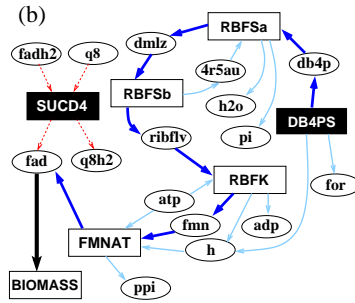 (b)
fadh2 q8
RBFSa
dmlz
db4p
4r5au
SUCD4
RBFSb
h2o
DB4PS
pi
ribflv
fad
q8h2
RBFK
for
atp
fmn
adp
FMNAT
h
BIOMASS
ppi